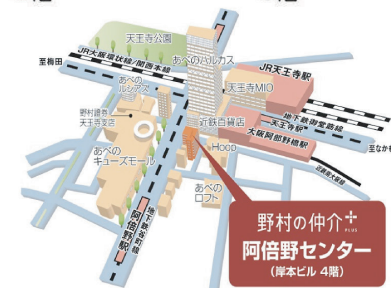 天王寺公園
JR大阪環状線/関西本線
至梅田
あべのハルカス
JR天王寺駅
天王寺MIO
あべの
ルシアス
野村證券
天王寺支店
近鉄百貨店
地下鉄御堂筋線
天王寺駅
大阪阿部野橋駅
至なかも
あべの
キューズモール
HOOP
近鉄南大阪線
あべの
ロフト
地下鉄谷町線
阿倍野駅
野村の仲介+
PLUS
阿倍野センター
(岸本ビル 4階)